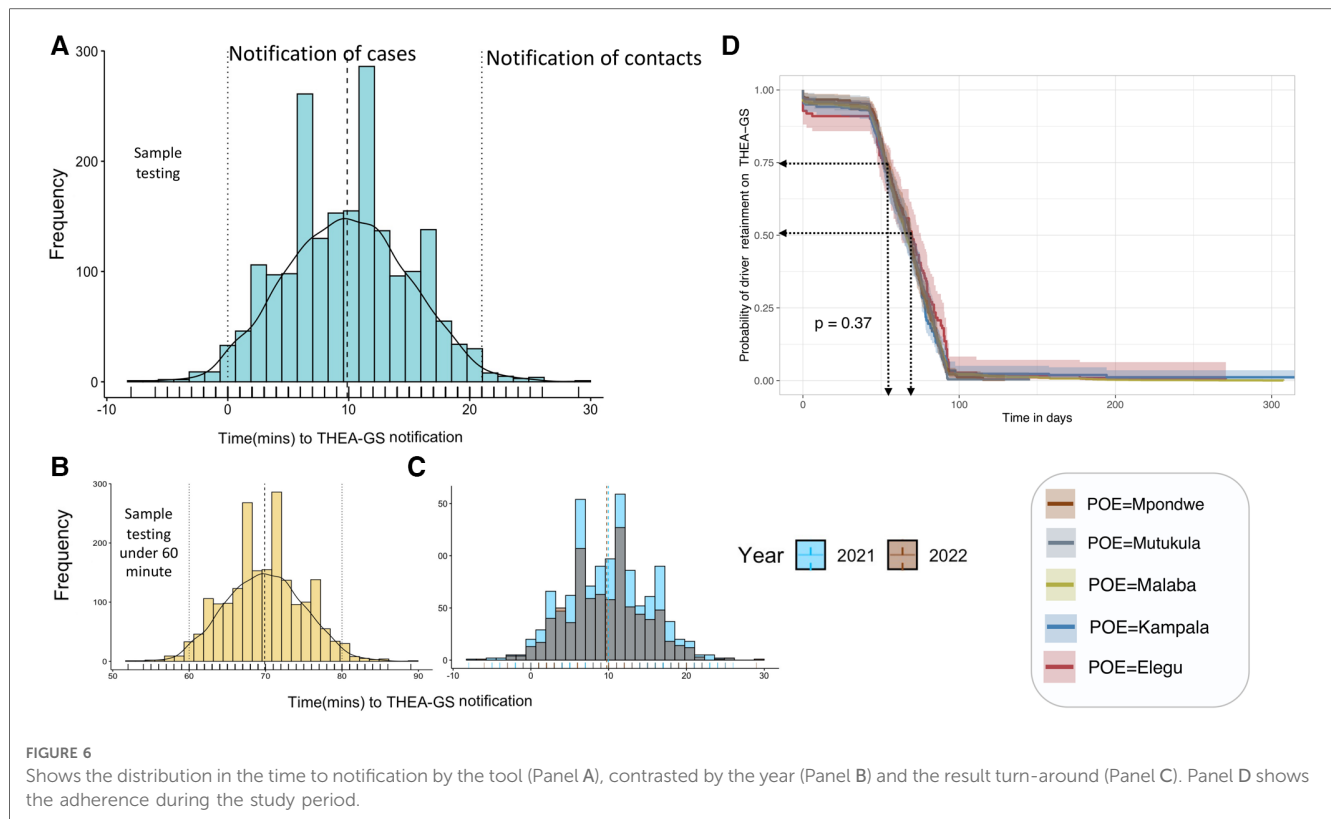 A
Notification of cases
Notification of contacts
Sample
testing
Frequency
300
200
100
0
-10
0
10
20
30
Time(mins) to THEA-GS notification
D
Probability of driver retainment on THEA-GS
1.00
0.75
0.50
0.25
0.00
p = 0.37
0
100
200
300
Time in days
B
Sample
testing
under 60
minute
Frequency
300
200
100
0
50
60
70
80
90
C
50
00
50
0
-10
0
10
20
30
Time(mins) to THEA-GS notification
Year 2021 2022
POE=Mpondwe
POE=Mutukula
POE=Malaba
POE=Kampala
POE=Elegu
FIGURE 6
Shows the distribution in the time to notification by the tool (Panel A), contrasted by the year (Panel B) and the result turn-around (Panel C). Panel D shows
the adherence during the study period.